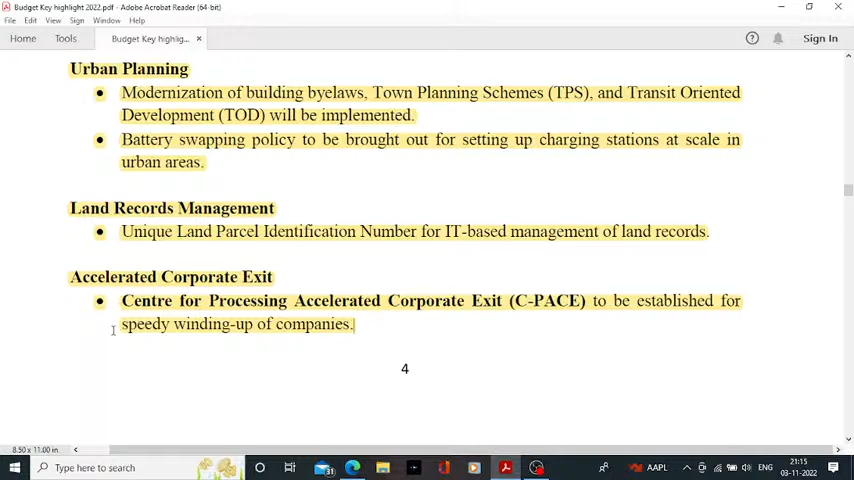 Budget Key highlight 2022.pdf - Adobe Acrobat Reader (64-bit)
File Edit View Sign Window Help
Home Tools Budget Key highlig... × Sign In
Urban Planning
• Modernization of building byelaws, Town Planning Schemes (TPS), and Transit Oriented
Development (TOD) will be implemented.
• Battery swapping policy to be brought out for setting up charging stations at scale in
urban areas.
Land Records Management
• Unique Land Parcel Identification Number for IT-based management of land records.
Accelerated Corporate Exit
• Centre for Processing Accelerated Corporate Exit (C-PACE) to be established for
speedy winding-up of companies.
4
8.50 x 11.00 in.
Type here to search 31 AAPL ENG 21:15
03-11-2022